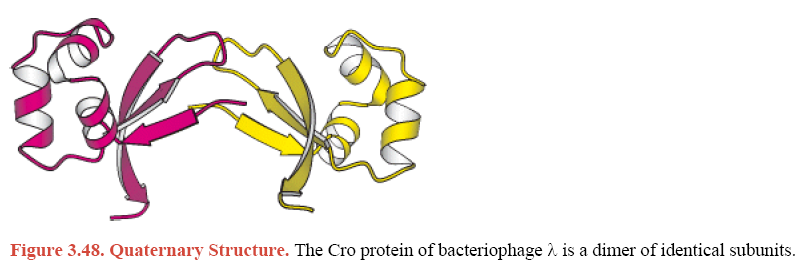 Figure 3.48. Quaternary Structure. The Cro protein of bacteriophage λ is a dimer of identical subunits.